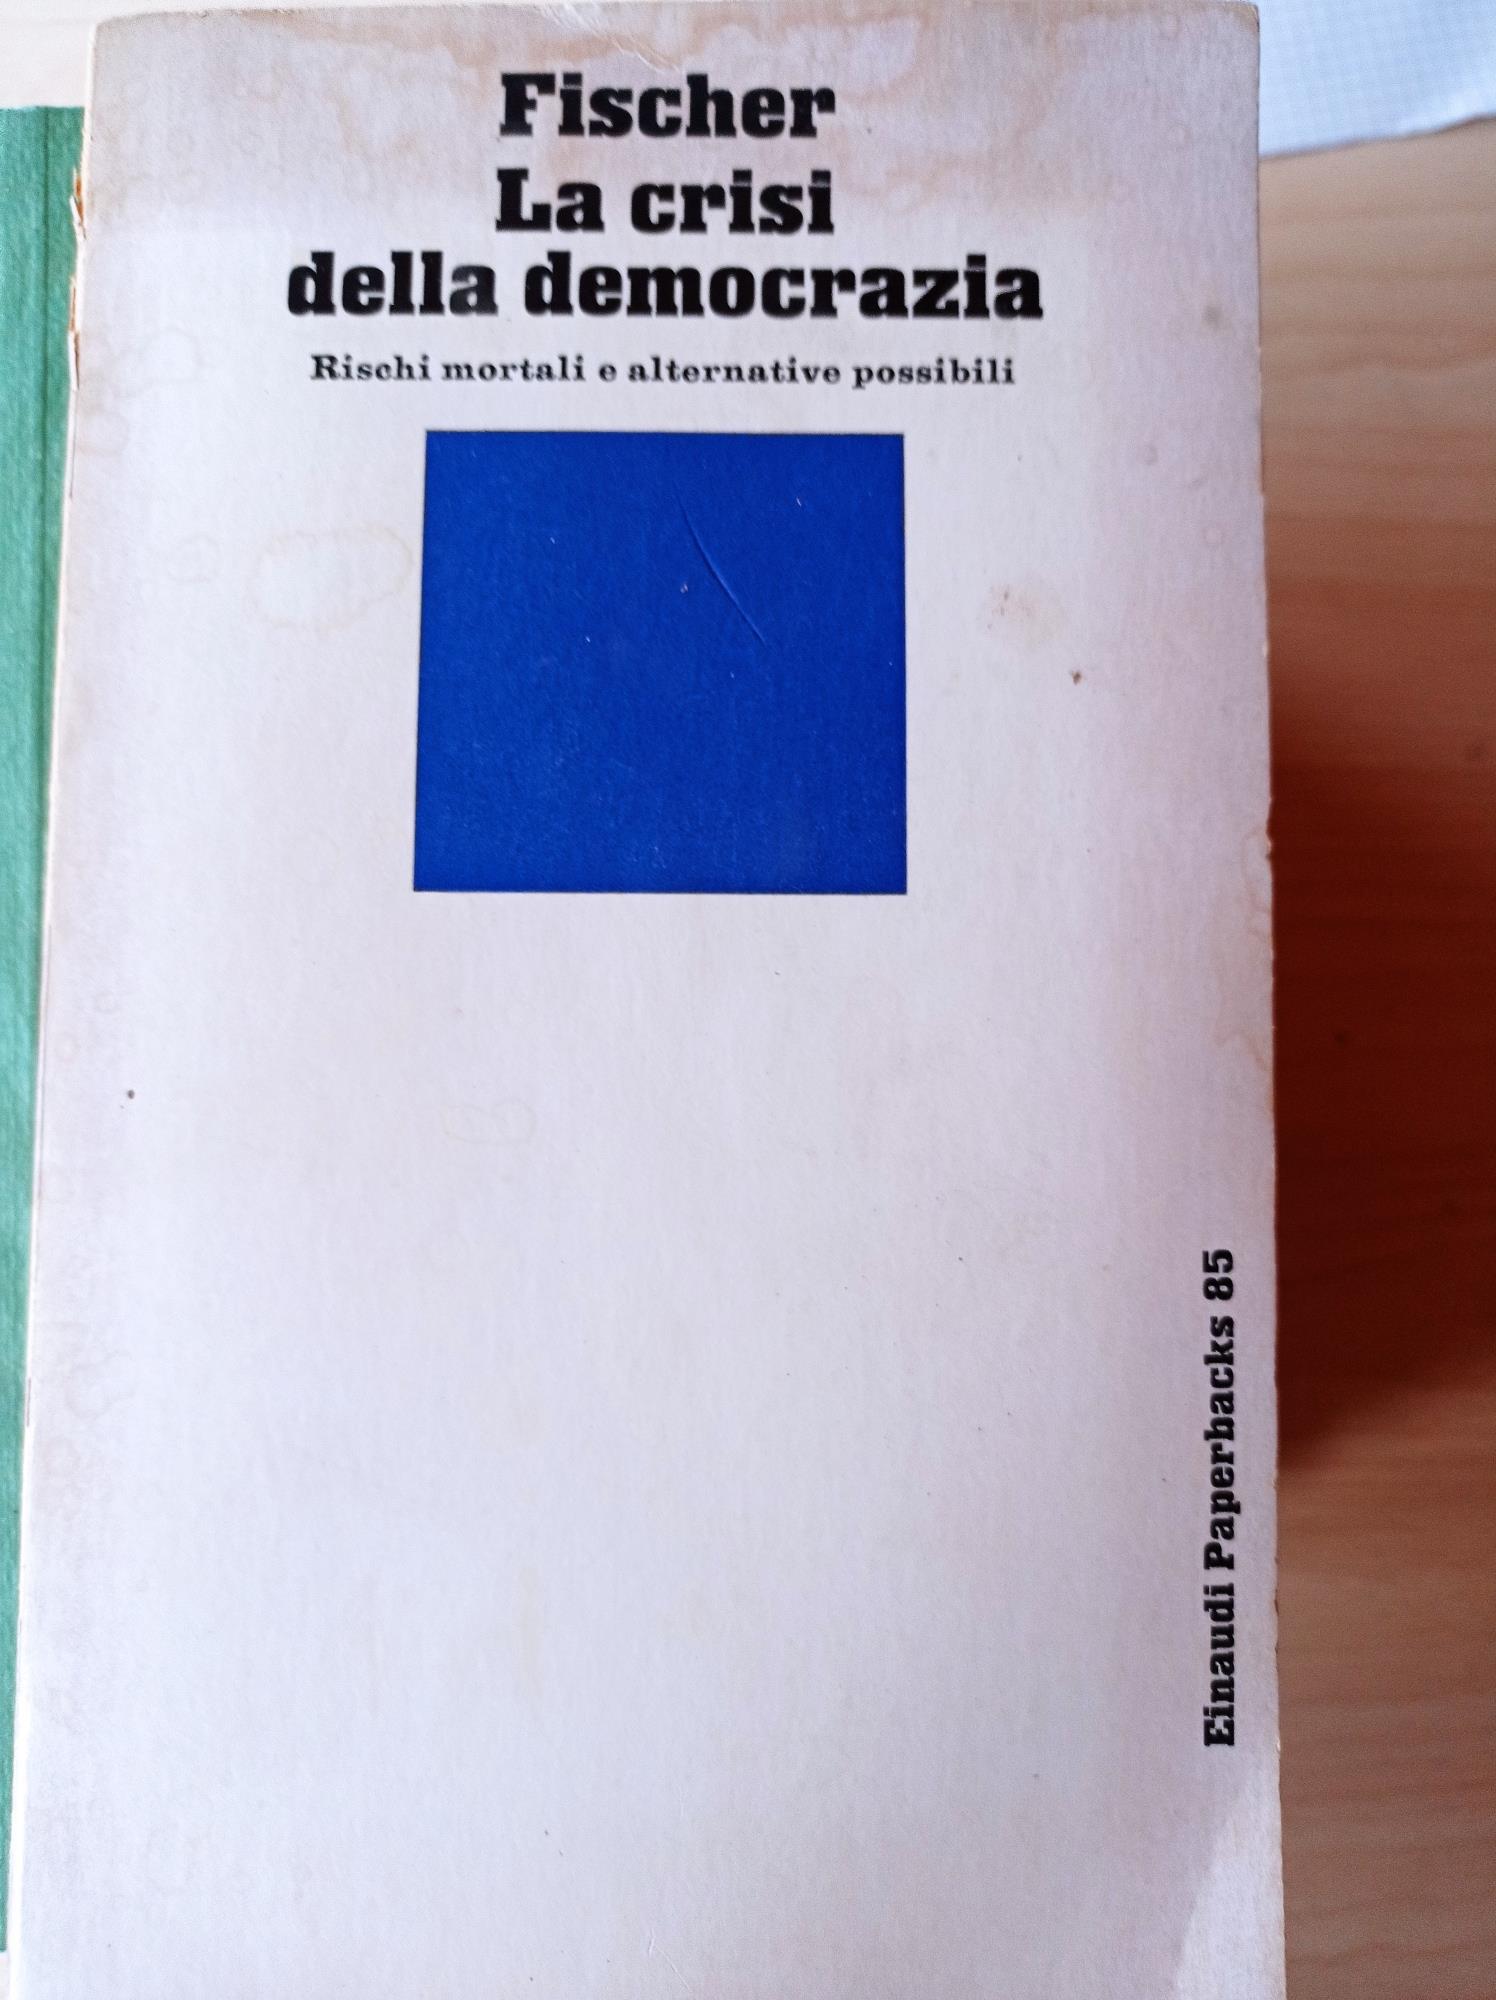 Fischer
La crisi
della democrazia
Rischi mortali e alternative possibili
Einaudi Paperbacks 85